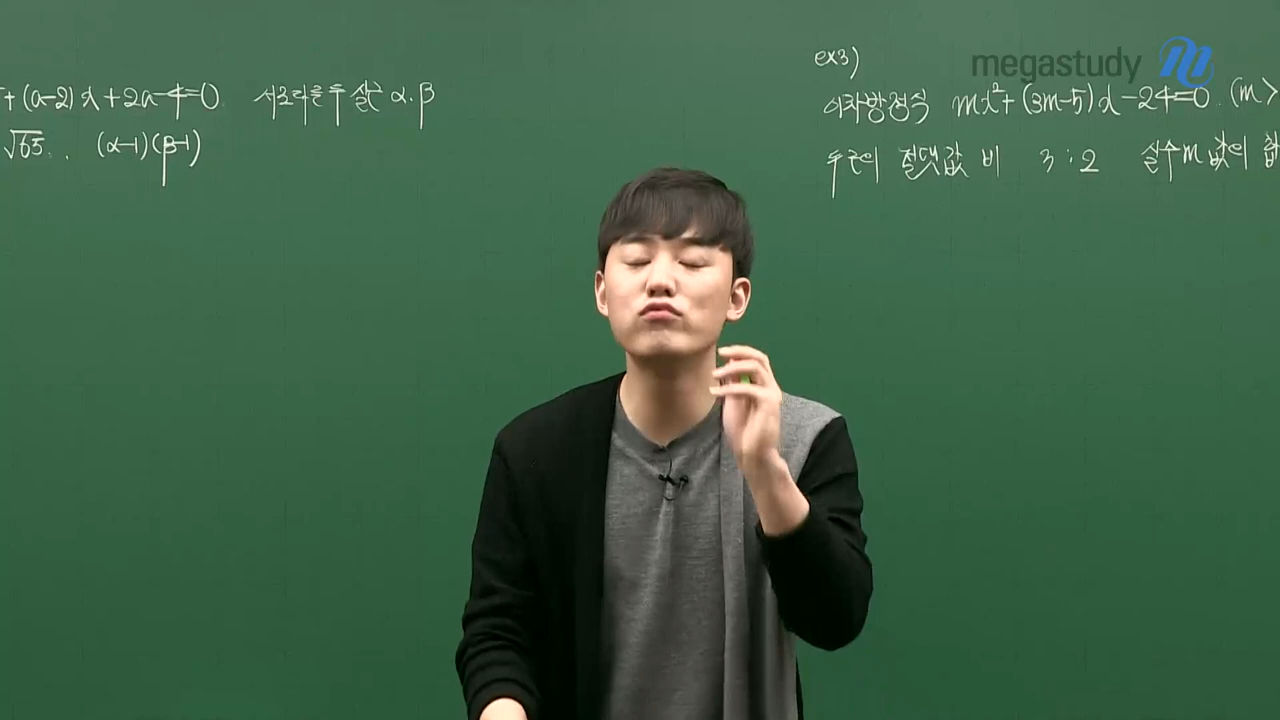 +(a-2)x+2a-4=0 서로다른 두 실근 α.β
√65.. (α-1)(β-1)
megastudy
ex3)
이차방정식 mx²+(3m-5)x-24=0. (m>
두근의 절댓값 비 3:2 실수 m값의 합